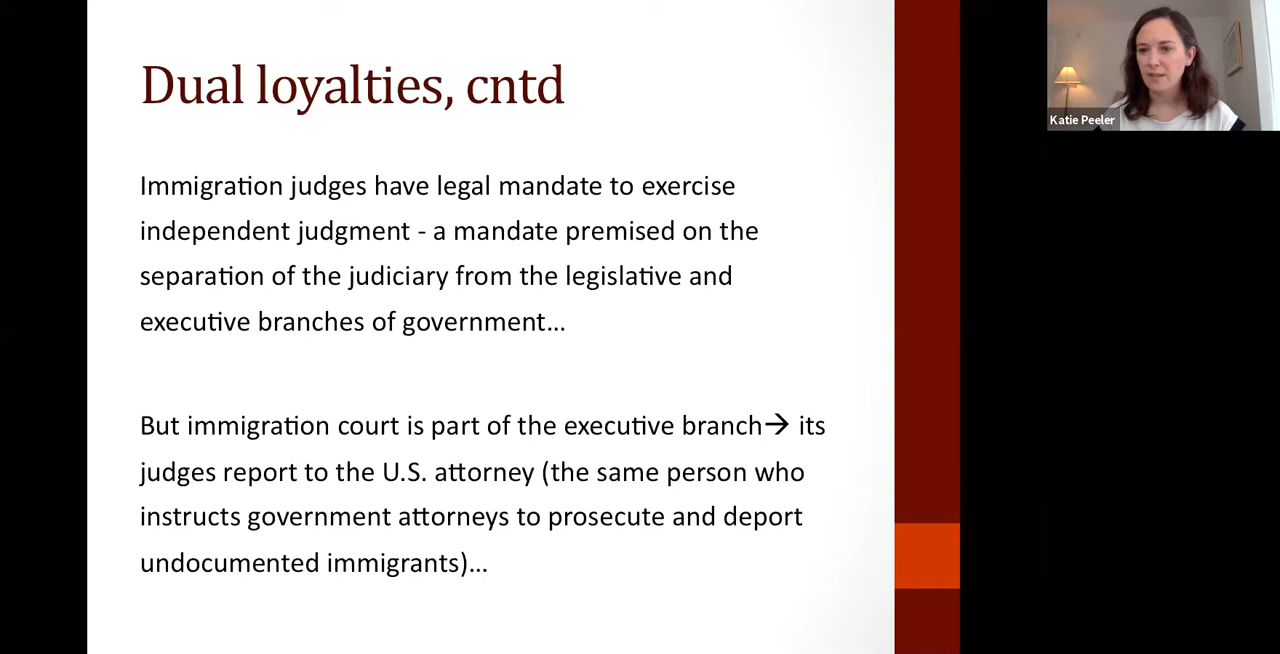 Dual loyalties, cntd
Immigration judges have legal mandate to exercise
independent judgment - a mandate premised on the
separation of the judiciary from the legislative and
executive branches of government...
But immigration court is part of the executive branch→ its
judges report to the U.S. attorney (the same person who
instructs government attorneys to prosecute and deport
undocumented immigrants)...
Katie Peeler